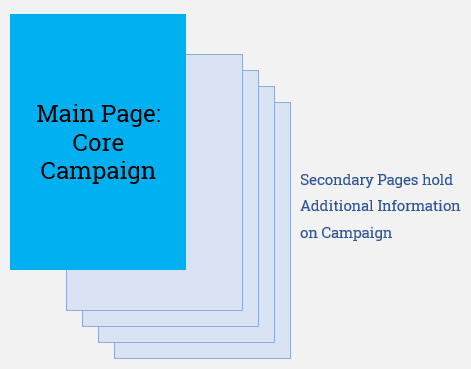 Main Page:
Core
Campaign
Secondary Pages hold
Additional Information
on Campaign